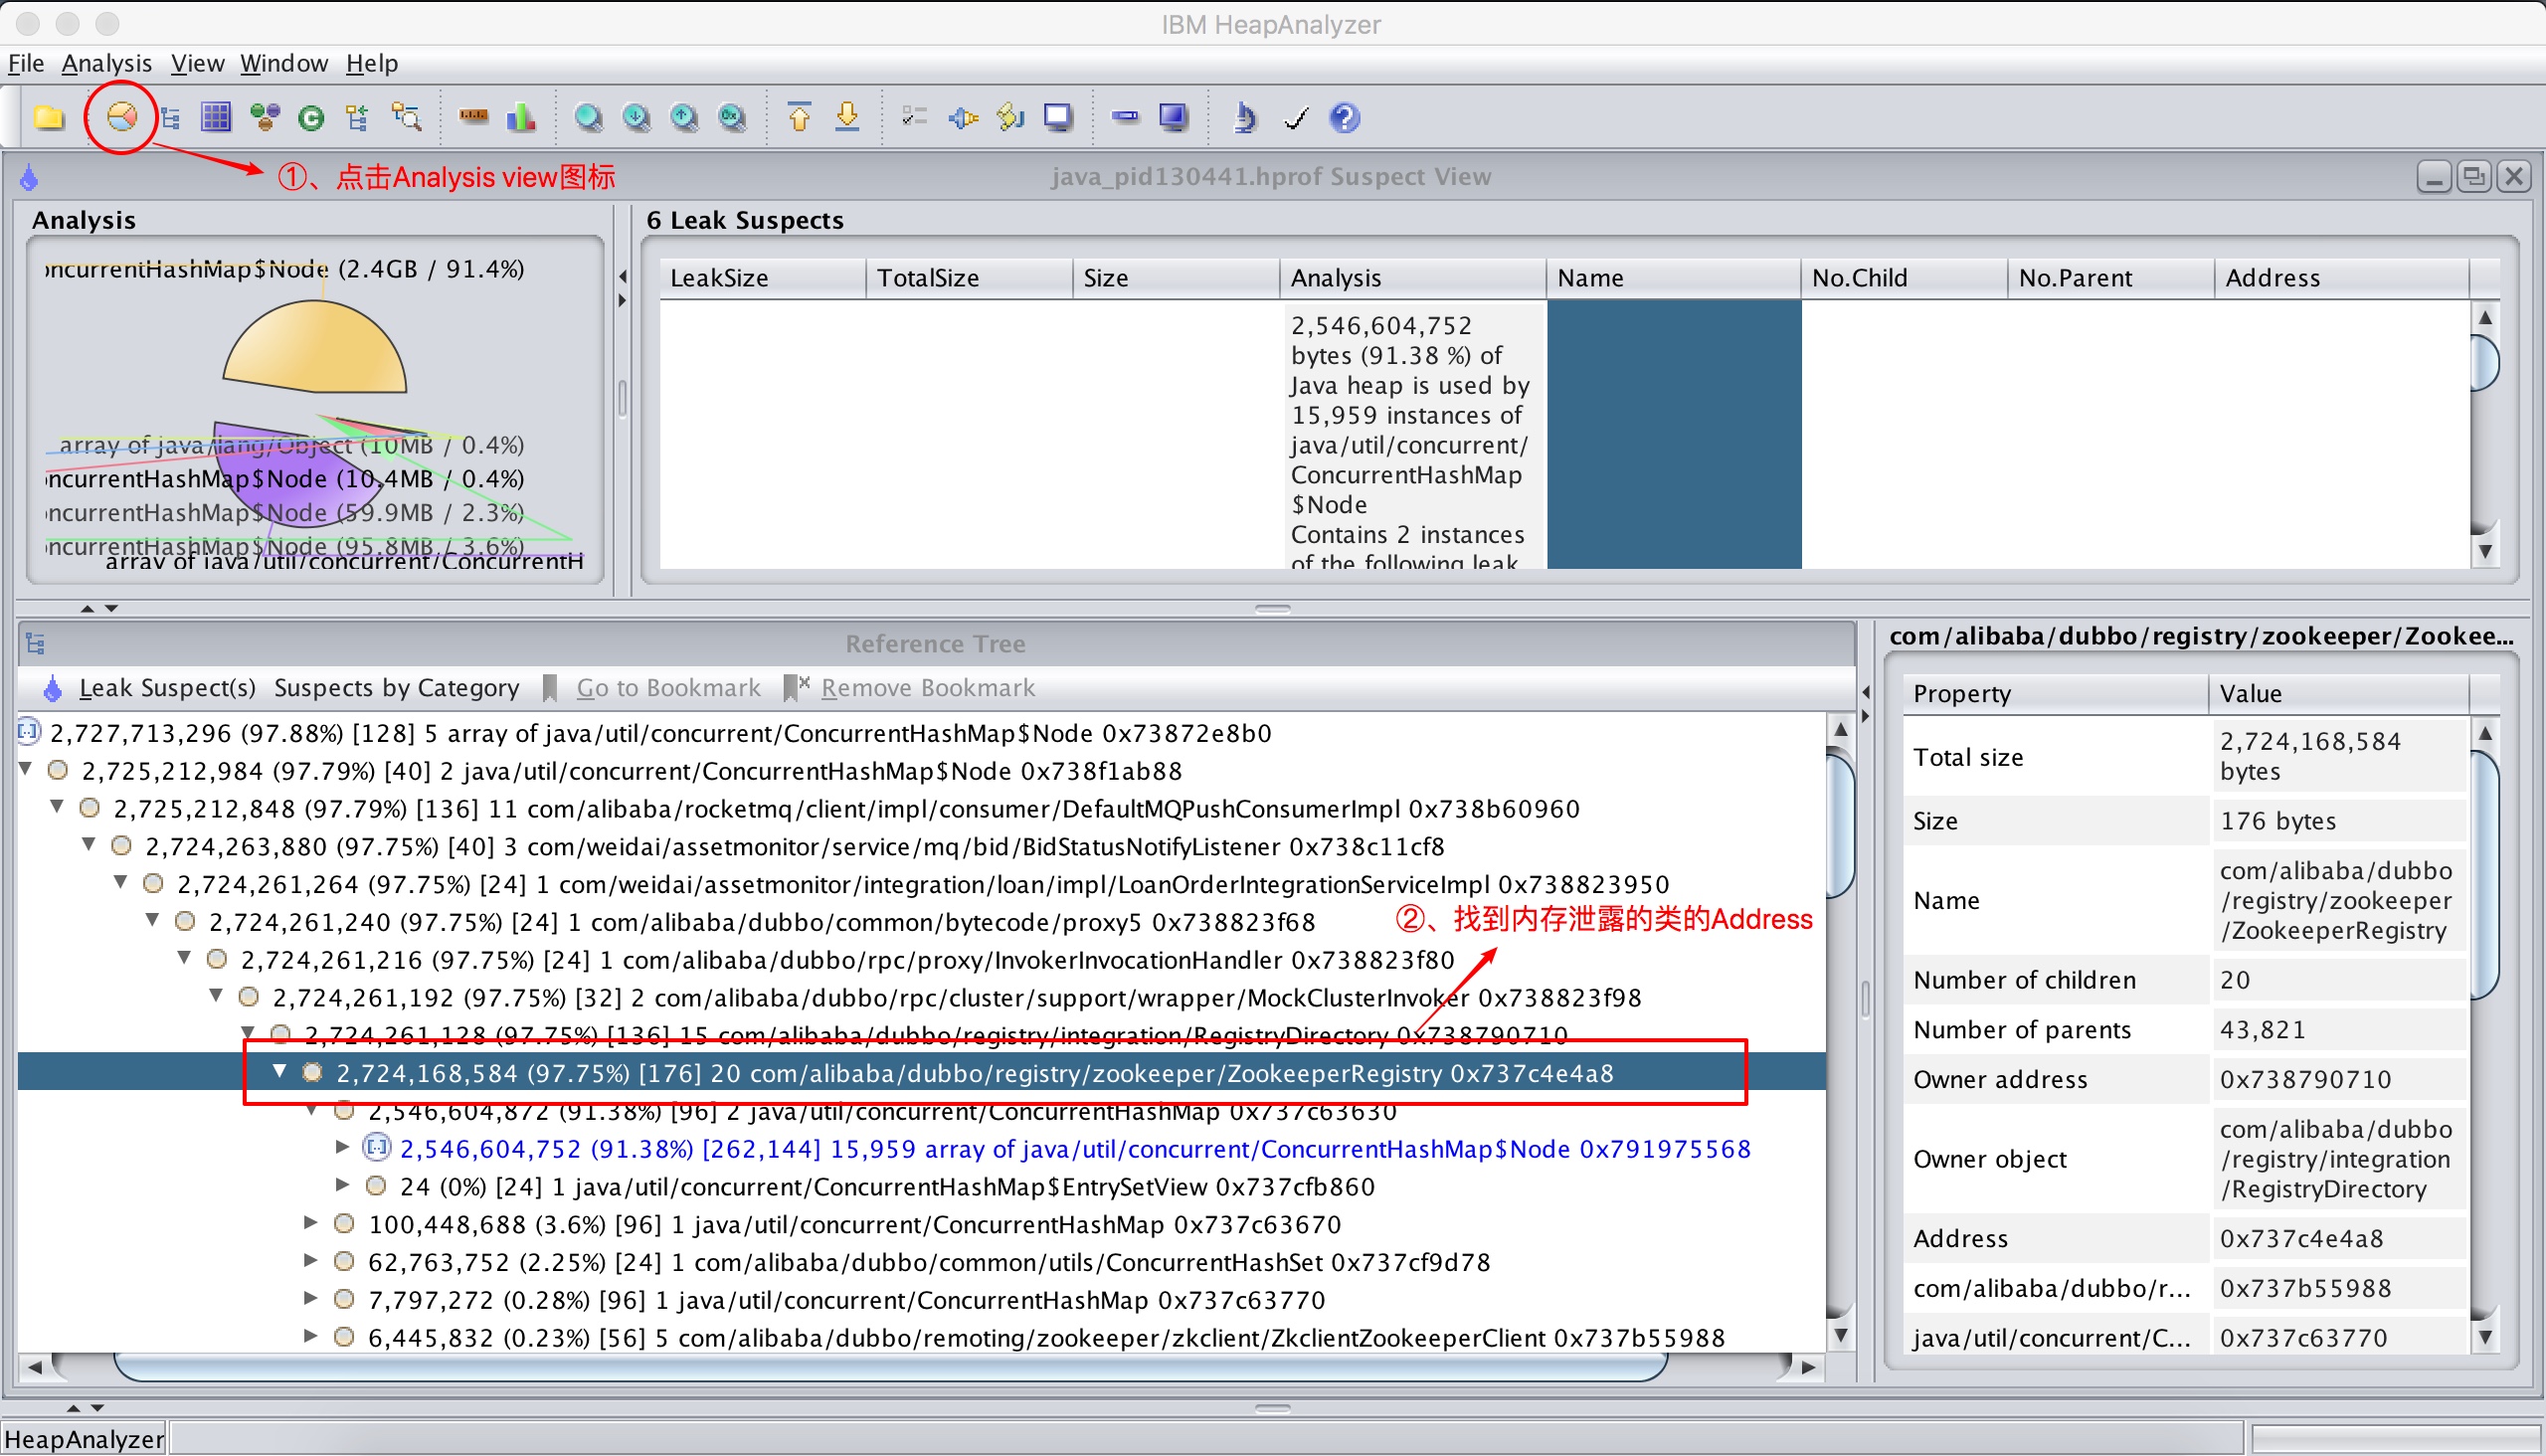 IBM HeapAnalyzer
File Analysis View Window Help
①、点击Analysis view图标
java_pid130441.hprof Suspect View
Analysis
oncurrentHashMap$Node (2.4GB / 91.4%)
array of java/lang/Object (10MB / 0.4%)
oncurrentHashMap$Node (10.4MB / 0.4%)
oncurrentHashMap$Node (59.9MB / 2.3%)
oncurrentHashMap$Node (95.8MB / 3.6%)
array of java/util/concurrent/ConcurrentH
6 Leak Suspects
LeakSize TotalSize Size Analysis Name No.Child No.Parent Address
2,546,604,752
bytes (91.38 %) of
Java heap is used by
15,959 instances of
java/util/concurrent/
ConcurrentHashMap
$Node
Contains 2 instances
of the following leak
Reference Tree
Leak Suspect(s) Suspects by Category Go to Bookmark Remove Bookmark
2,727,713,296 (97.88%) [128] 5 array of java/util/concurrent/ConcurrentHashMap$Node 0x73872e8b0
2,725,212,984 (97.79%) [40] 2 java/util/concurrent/ConcurrentHashMap$Node 0x738f1ab88
2,725,212,848 (97.79%) [136] 11 com/alibaba/rocketmq/client/impl/consumer/DefaultMQPushConsumerImpl 0x738b60960
2,724,263,880 (97.75%) [40] 3 com/weidai/assetmonitor/service/mq/bid/BidStatusNotifyListener 0x738c11cf8
2,724,261,264 (97.75%) [24] 1 com/weidai/assetmonitor/integration/loan/impl/LoanOrderIntegrationServiceImpl 0x738823950
2,724,261,240 (97.75%) [24] 1 com/alibaba/dubbo/common/bytecode/proxy5 0x738823f68
②、找到内存泄露的类的Address
2,724,261,216 (97.75%) [24] 1 com/alibaba/dubbo/rpc/proxy/InvokerInvocationHandler 0x738823f80
2,724,261,192 (97.75%) [32] 2 com/alibaba/dubbo/rpc/cluster/support/wrapper/MockClusterInvoker 0x738823f98
2,724,261,128 (97.75%) [136] 15 com/alibaba/dubbo/registry/integration/RegistryDirectory 0x738790710
2,724,168,584 (97.75%) [176] 20 com/alibaba/dubbo/registry/zookeeper/ZookeeperRegistry 0x737c4e4a8
2,546,604,872 (91.38%) [96] 2 java/util/concurrent/ConcurrentHashMap 0x737c63630
2,546,604,752 (91.38%) [262,144] 15,959 array of java/util/concurrent/ConcurrentHashMap$Node 0x791975568
24 (0%) [24] 1 java/util/concurrent/ConcurrentHashMap$EntrySetView 0x737cfb860
100,448,688 (3.6%) [96] 1 java/util/concurrent/ConcurrentHashMap 0x737c63670
62,763,752 (2.25%) [24] 1 com/alibaba/dubbo/common/utils/ConcurrentHashSet 0x737cf9d78
7,797,272 (0.28%) [96] 1 java/util/concurrent/ConcurrentHashMap 0x737c63770
6,445,832 (0.23%) [56] 5 com/alibaba/dubbo/remoting/zookeeper/zkclient/ZkclientZookeeperClient 0x737b55988
com/alibaba/dubbo/registry/zookeeper/Zookee...
Property Value
Total size 2,724,168,584
bytes
Size 176 bytes
Name com/alibaba/dubbo
/registry/zookeeper
/ZookeeperRegistry
Number of children 20
Number of parents 43,821
Owner address 0x738790710
Owner object com/alibaba/dubbo
/registry/integration
/RegistryDirectory
Address 0x737c4e4a8
com/alibaba/dubbo/r... 0x737b55988
java/util/concurrent/C... 0x737c63770
HeapAnalyzer